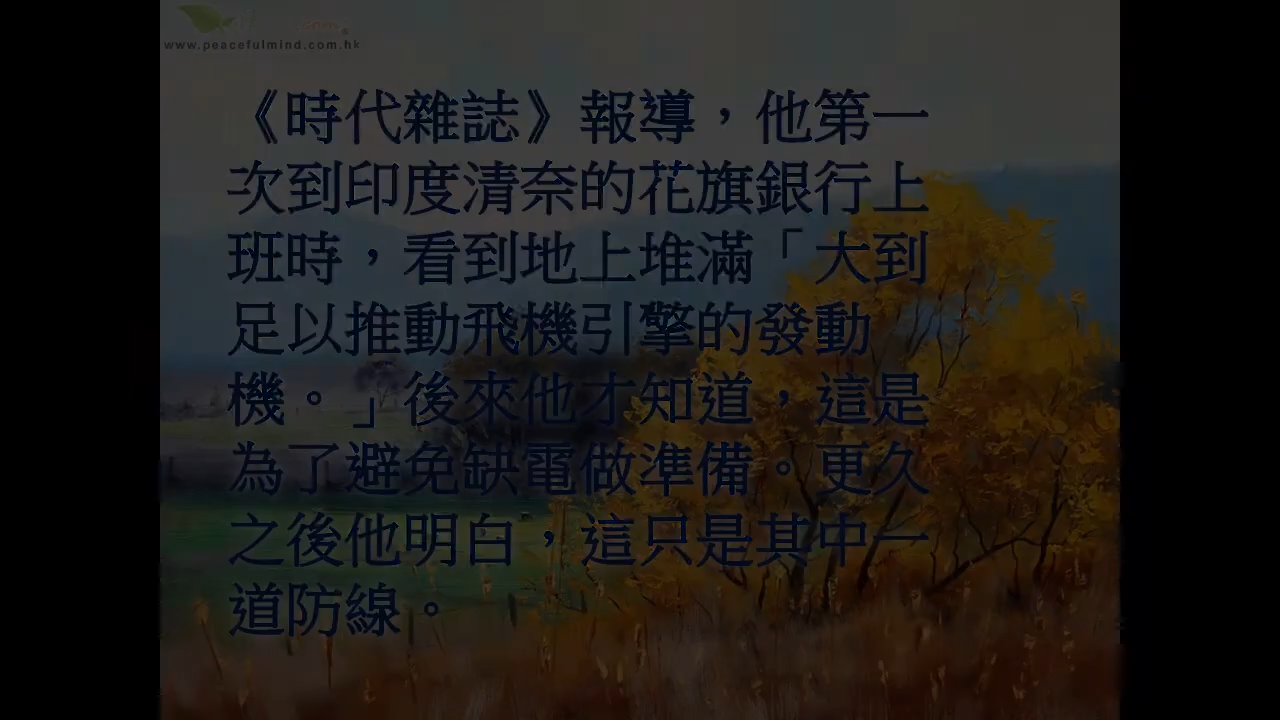 www.peacefulmind.com.hk
《時代雜誌》報導，他第一
次到印度清奈的花旗銀行上
班時，看到地上堆滿「大到
足以推動飛機引擎的發動
機。」後來他才知道，這是
為了避免缺電做準備。更久
之後他明白，這只是其中一
道防線。